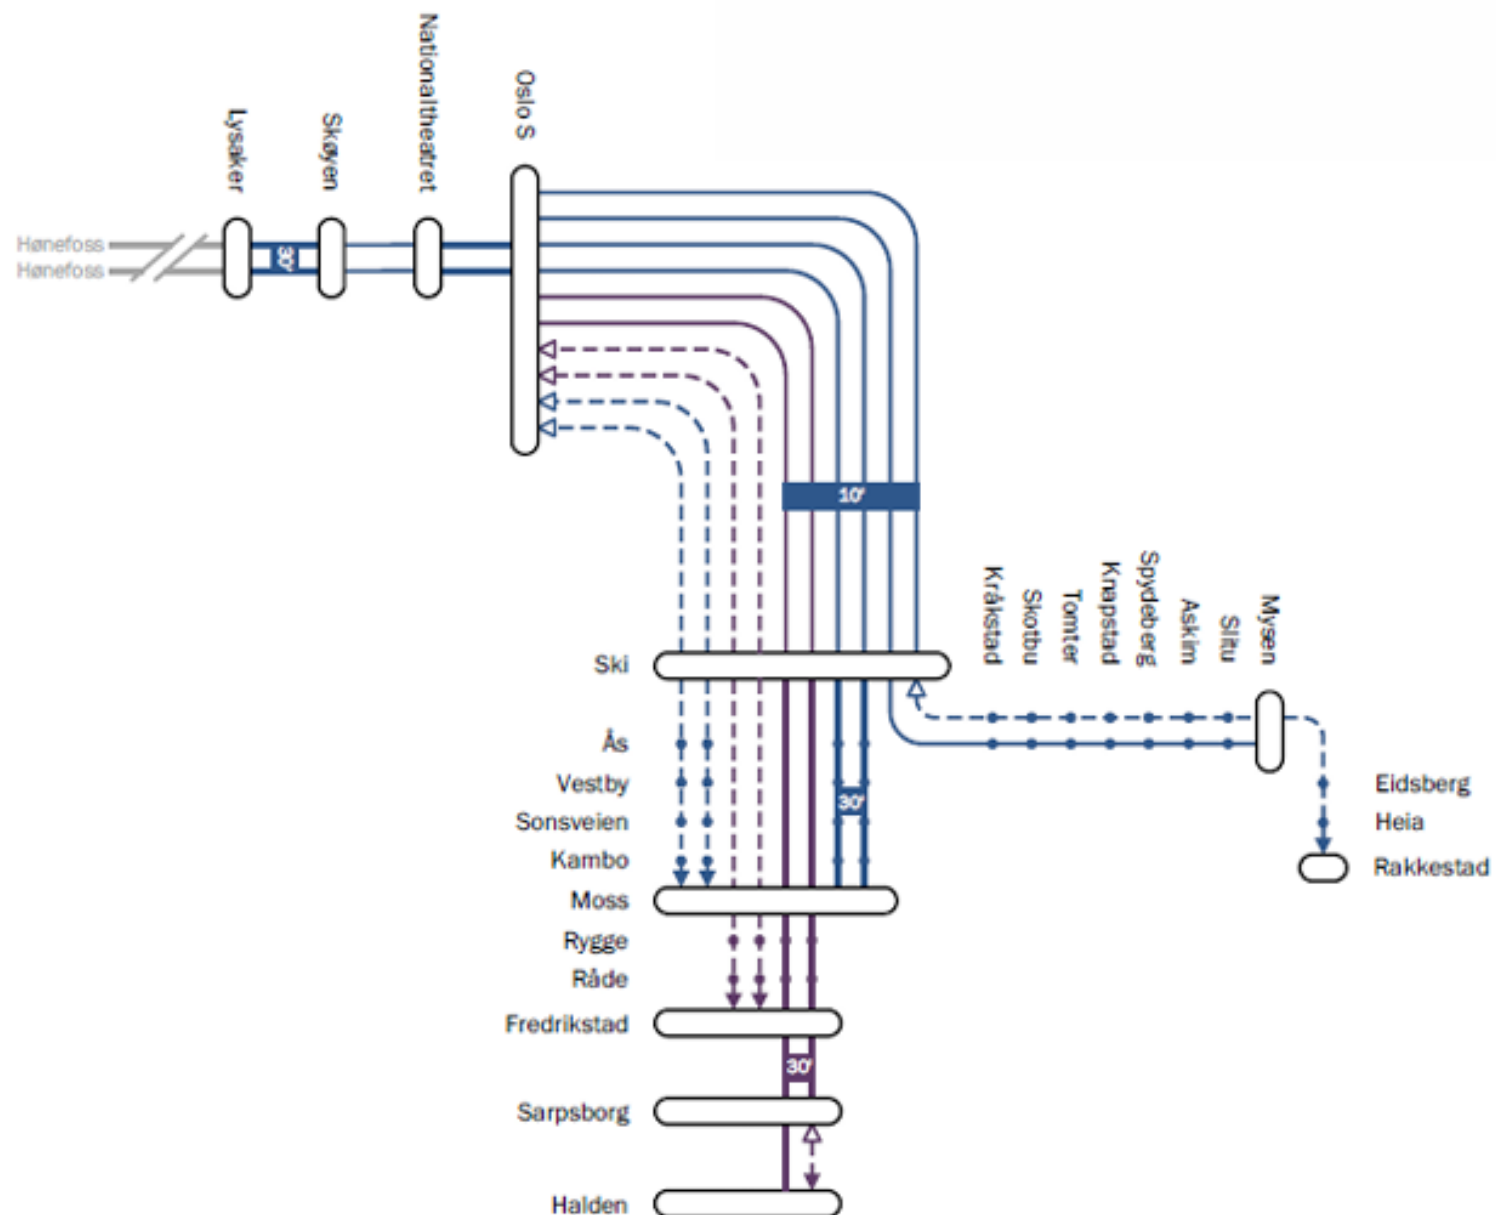 Nationaltheatret
Oslo S
Lysaker
Skøyen
Hønefoss
Hønefoss
30'
10'
Kråkstad
Skotbu
Tomter
Knapstad
Spydeberg
Askim
Slitu
Mysen
Ski
Ås
Vestby
30'
Sonsveien
Kambo
Moss
Eidsberg
Heia
Rakkestad
Rygge
Råde
Fredrikstad
30'
Sarpsborg
Halden